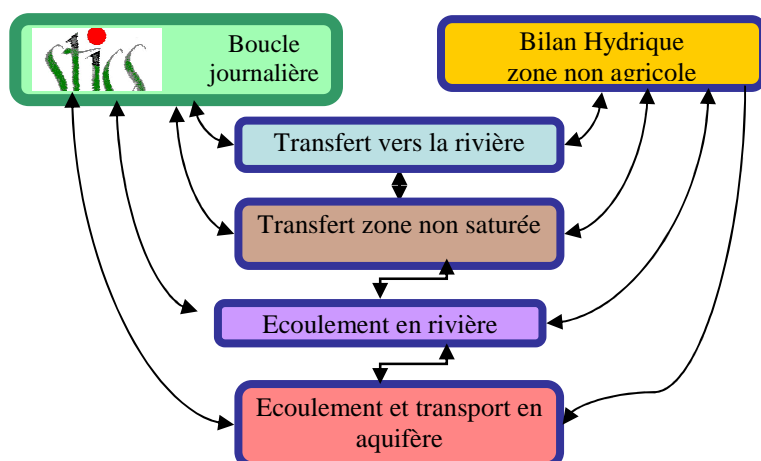 stics
Boucle
journalière
Bilan Hydrique
zone non agricole
Transfert vers la rivière
Transfert zone non saturée
Ecoulement en rivière
Ecoulement et transport en
aquifère